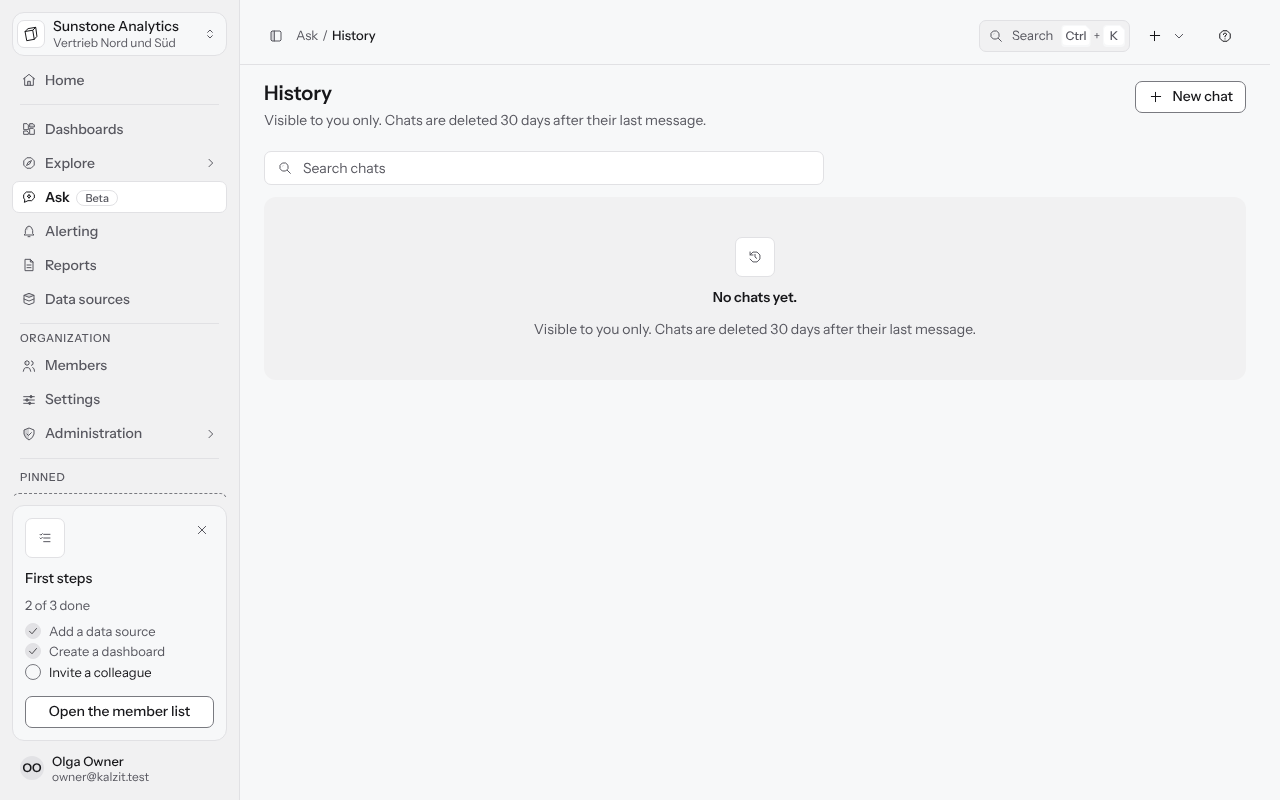 Sunstone Analytics
Vertrieb Nord und Süd
Home
Dashboards
Explore
Ask Beta
Alerting
Reports
Data sources
ORGANIZATION
Members
Settings
Administration
PINNED
First steps
2 of 3 done
Add a data source
Create a dashboard
Invite a colleague
Open the member list
OO Olga Owner
owner@kalzit.test
Ask / History
Search Ctrl + K
History
New chat
Visible to you only. Chats are deleted 30 days after their last message.
Search chats
No chats yet.
Visible to you only. Chats are deleted 30 days after their last message.